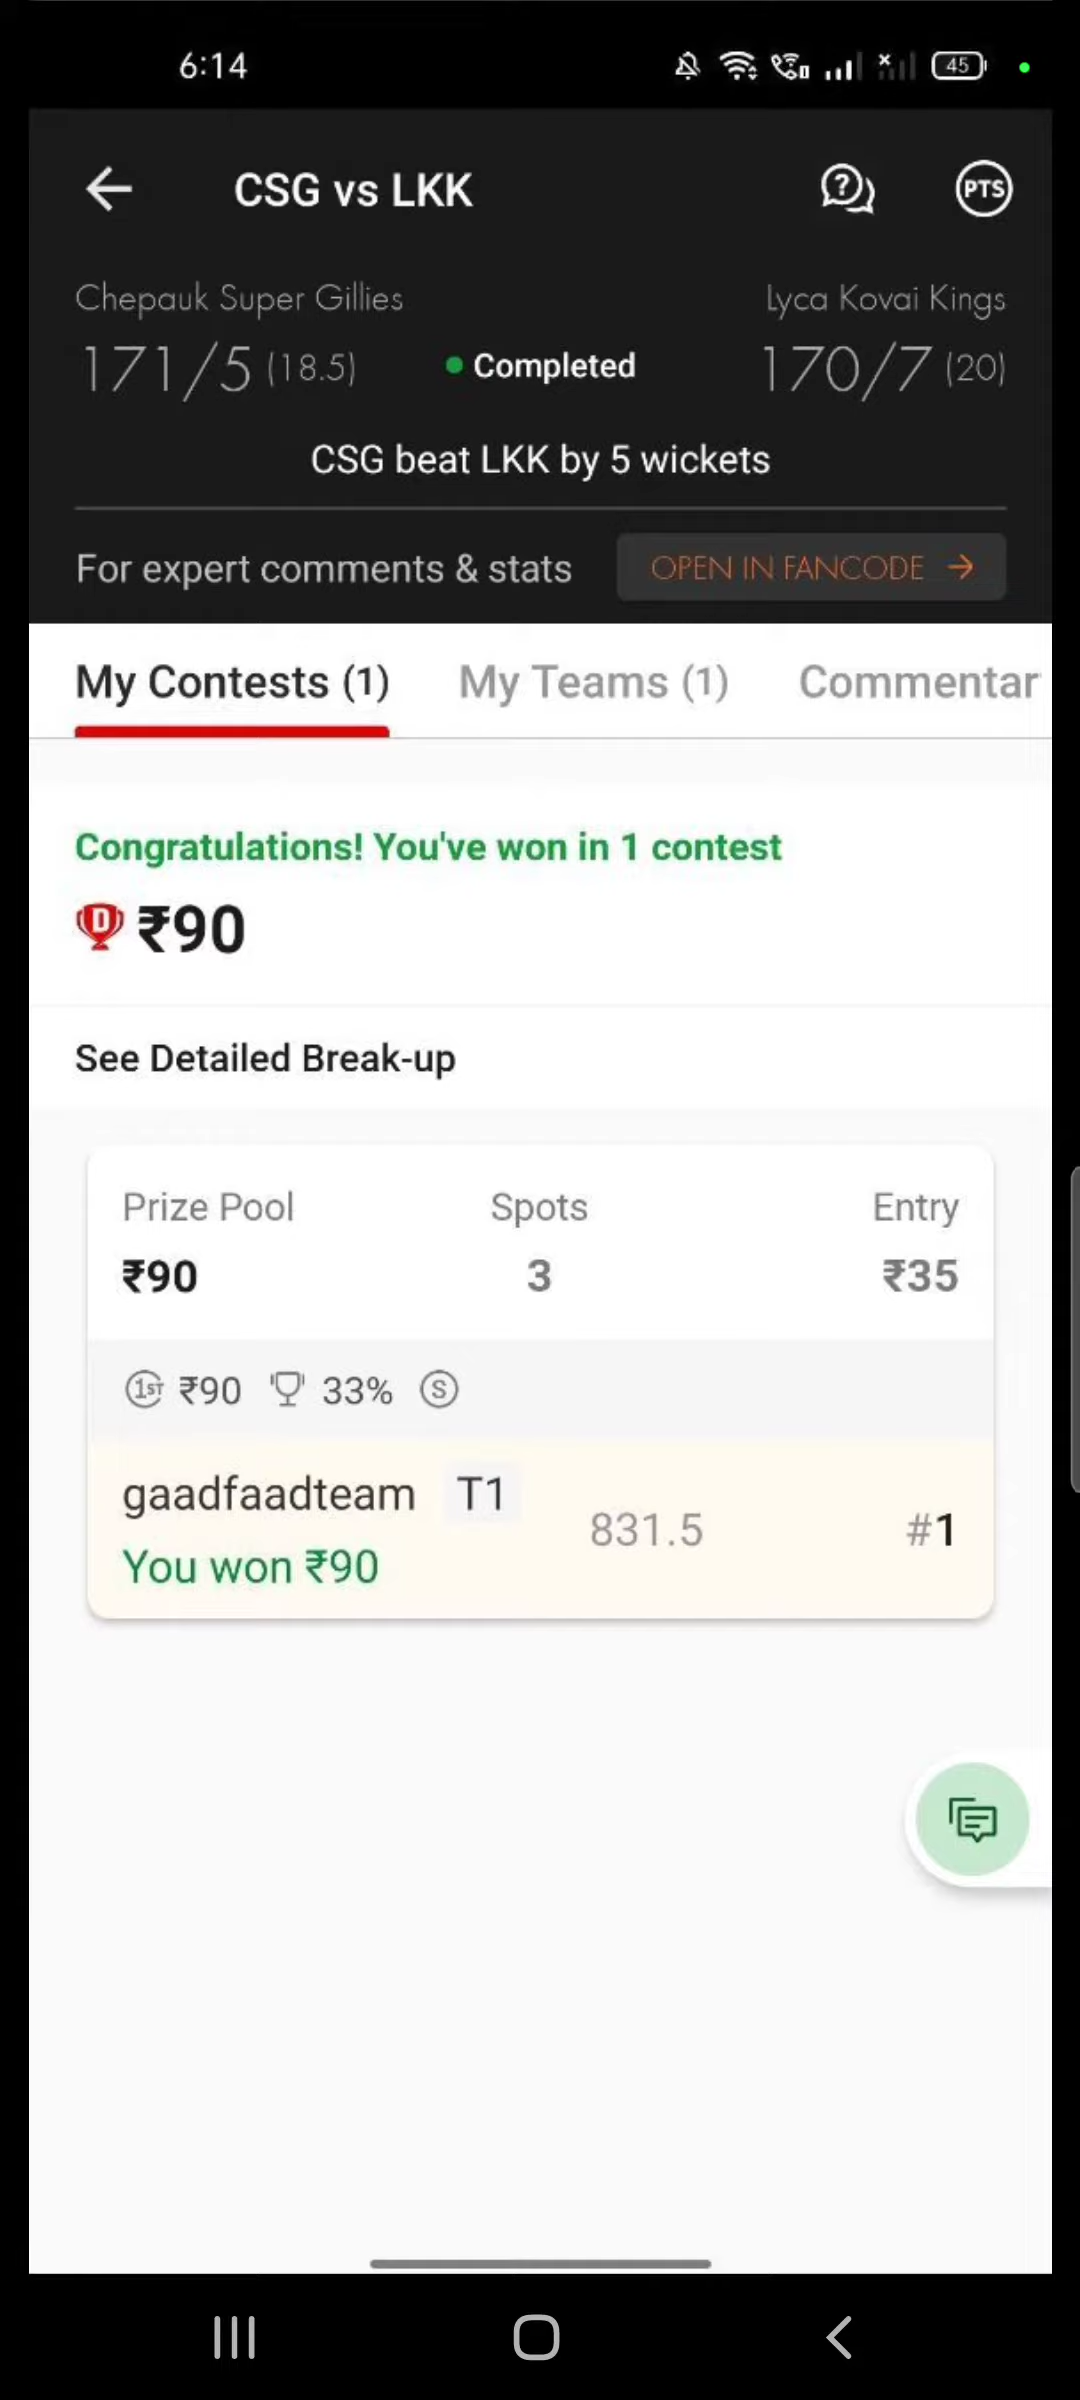 6:14
45
CSG vs LKK
PTS
Chepauk Super Gillies
Lyca Kovai Kings
171/5 (18.5)
Completed
170/7 (20)
CSG beat LKK by 5 wickets
For expert comments & stats
OPEN IN FANCODE →
My Contests (1)
My Teams (1)
Commentar
Congratulations! You've won in 1 contest
D ₹90
See Detailed Break-up
Prize Pool
Spots
Entry
₹90
3
₹35
1ST ₹90 33% S
gaadfaadteam T1
831.5
#1
You won ₹90